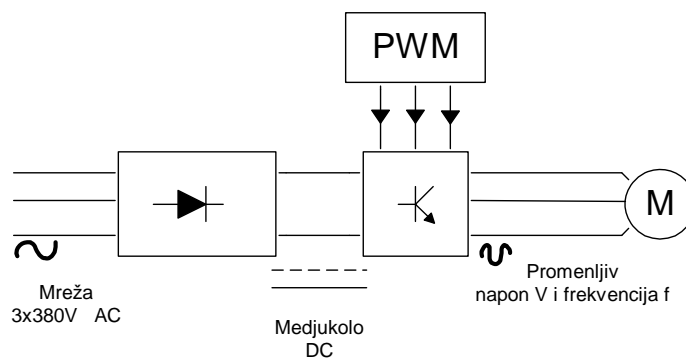 PWM
M
Mreža
3x380V AC
Medjukolo
DC
Promenljiv
napon V i frekvencija f